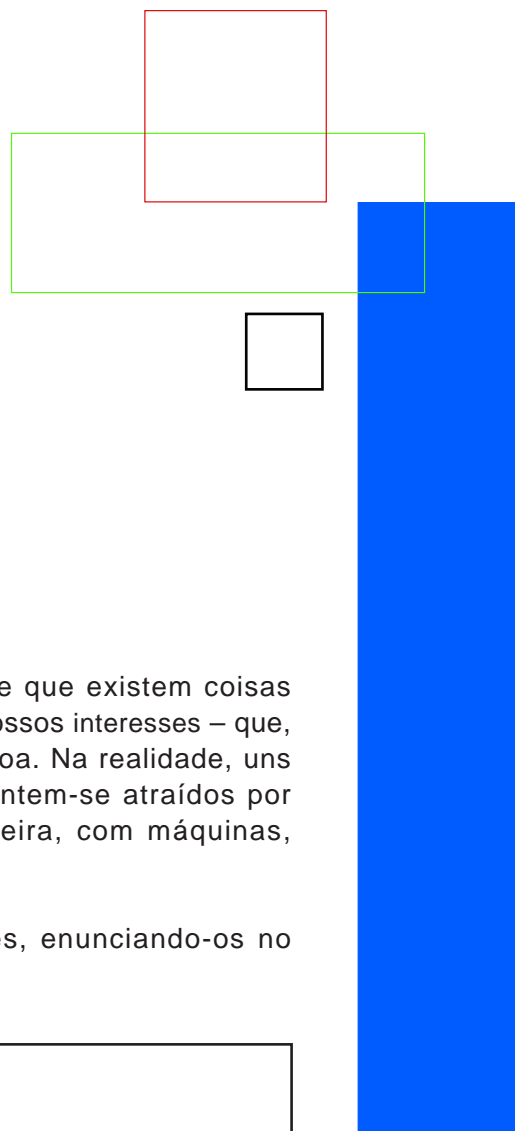 e que existem coisas
ossos interesses – que,
oa. Na realidade, uns
ntem-se atraídos por
eira, com máquinas,
s, enunciando-os no